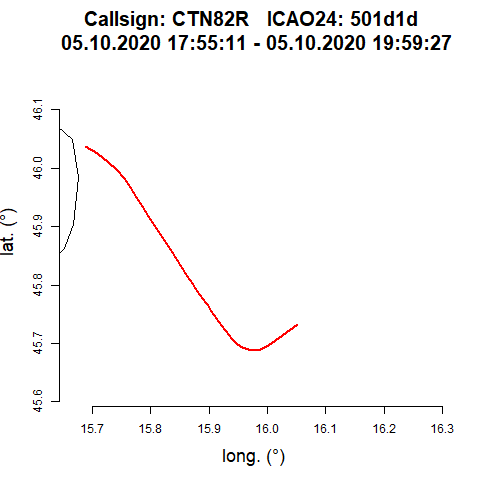 Callsign: CTN82R ICAO24: 501d1d
05.10.2020 17:55:11 - 05.10.2020 19:59:27
lat. (°)
46.1
46.0
45.9
45.8
45.7
45.6
15.7 15.8 15.9 16.0 16.1 16.2 16.3
long. (°)